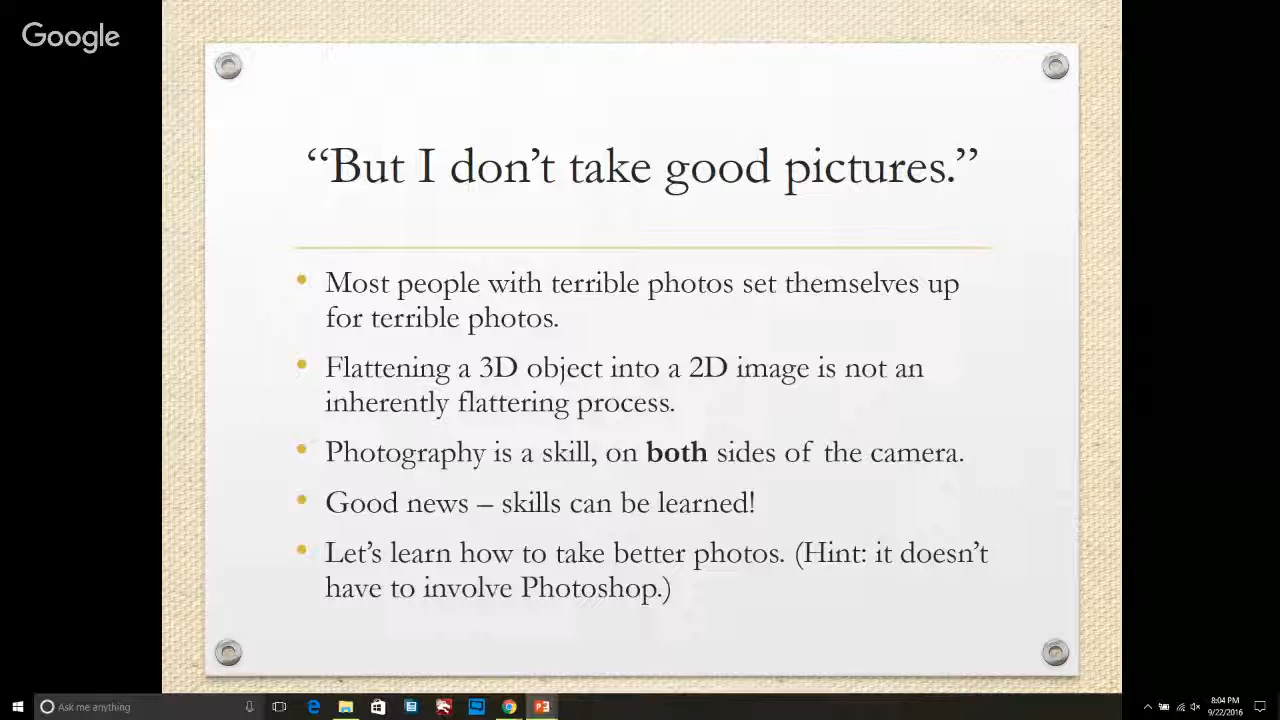 Google
“But I don’t take good pictures.”
• Most people with terrible photos set themselves up
for terrible photos.
• Flattening a 3D object into a 2D image is not an
inherently flattering process.
• Photography is a skill, on both sides of the camera.
• Good news – skills can be learned!
• Let’s learn how to take better photos. (Hint: it doesn’t
have to involve Photoshop.)
Ask me anything
8:04 PM
9/22/2016